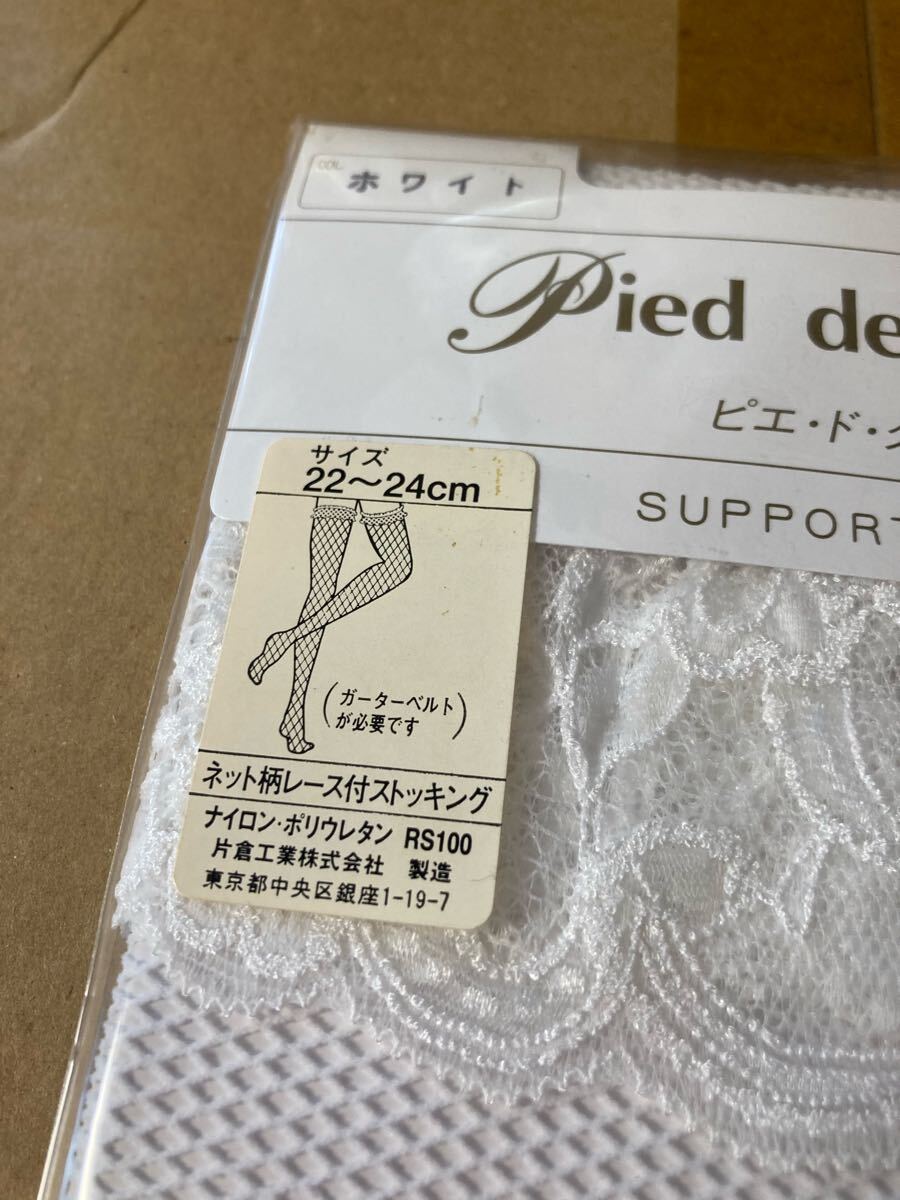 COL.
ホワイト
Pied de
ピエ・ド・
SUPPORT
サイズ
22〜24cm
(ガーターベルト
が必要です)
ネット柄レース付ストッキング
ナイロン・ポリウレタン RS100
片倉工業株式会社 製造
東京都中央区銀座1-19-7